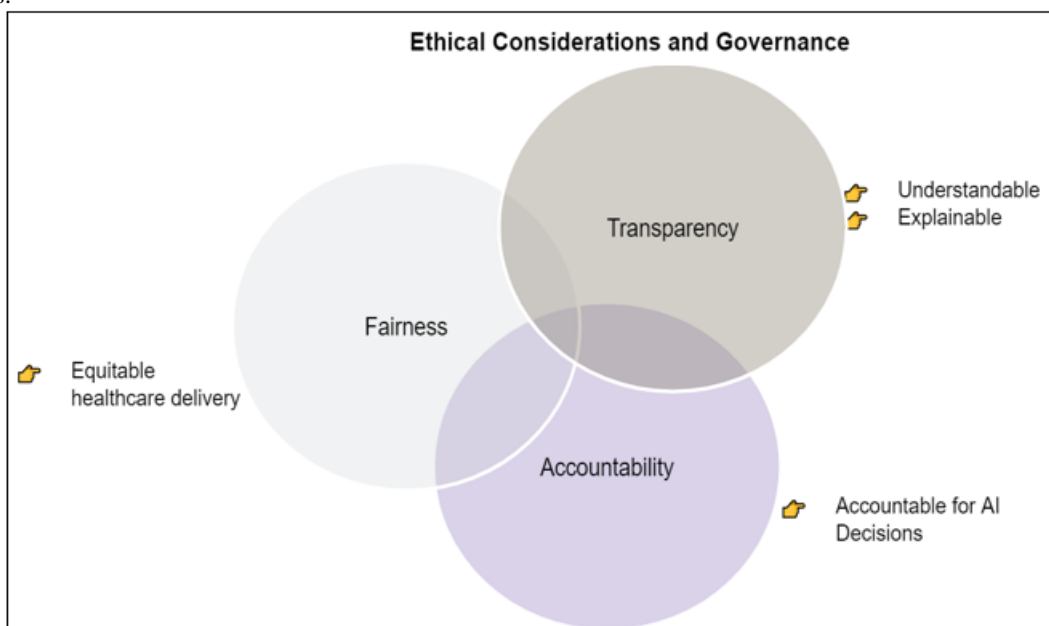 Ethical Considerations and Governance
Transparency
Understandable
Explainable
Fairness
Equitable
healthcare delivery
Accountability
Accountable for AI
Decisions